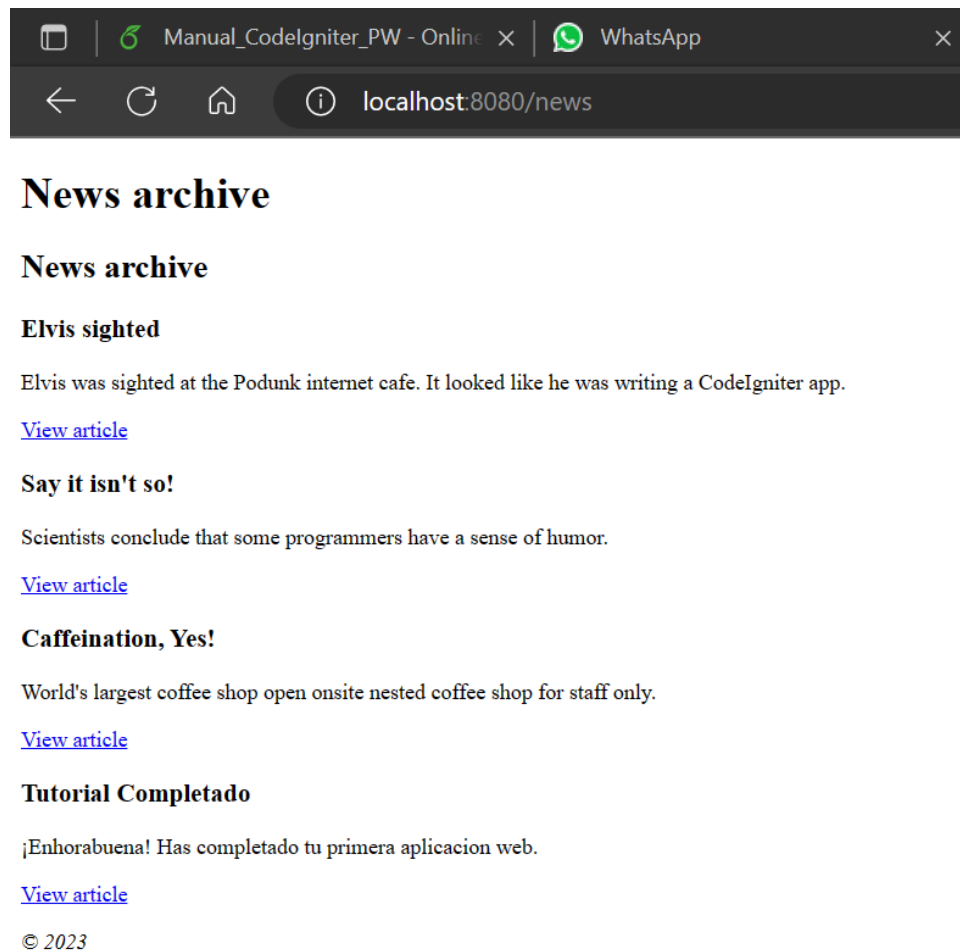 Manual_CodeIgniter_PW - Online
WhatsApp
localhost:8080/news
News archive
News archive
Elvis sighted
Elvis was sighted at the Podunk internet cafe. It looked like he was writing a CodeIgniter app.
View article
Say it isn't so!
Scientists conclude that some programmers have a sense of humor.
View article
Caffeination, Yes!
World's largest coffee shop open onsite nested coffee shop for staff only.
View article
Tutorial Completado
¡Enhorabuena! Has completado tu primera aplicacion web.
View article
© 2023